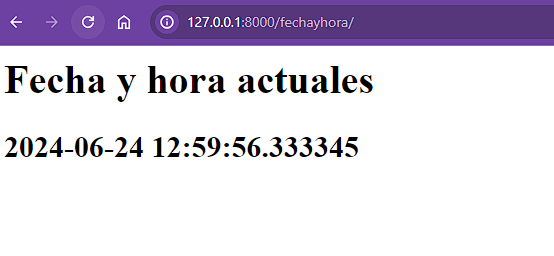 127.0.0.1:8000/fechayhora/
Fecha y hora actuales
2024-06-24 12:59:56.333345